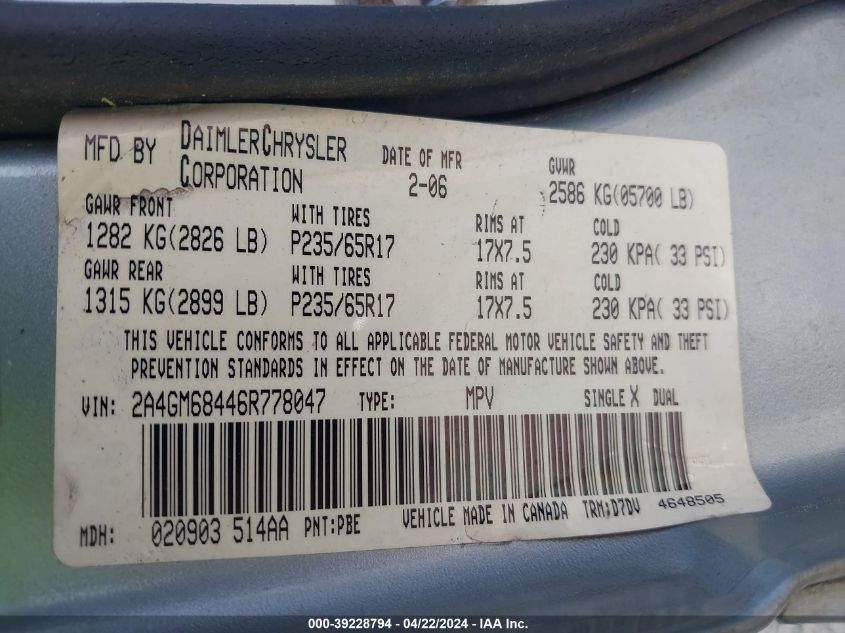 MFD BY DAIMLERCHRYSLER CORPORATION DATE OF MFR 2-06 GVWR 2586 KG(05700 LB)
GAWR FRONT WITH TIRES RIMS AT COLD
1282 KG(2826 LB) P235/65R17 17X7.5 230 KPA( 33 PSI)
GAWR REAR WITH TIRES RIMS AT COLD
1315 KG(2899 LB) P235/65R17 17X7.5 230 KPA( 33 PSI)
THIS VEHICLE CONFORMS TO ALL APPLICABLE FEDERAL MOTOR VEHICLE SAFETY AND THEFT
PREVENTION STANDARDS IN EFFECT ON THE DATE OF MANUFACTURE SHOWN ABOVE.
VIN: 2A4GM68446R778047 TYPE: MPV SINGLE X DUAL
MDH: 020903 514AA PNT:PBE VEHICLE MADE IN CANADA TRM:D7DV 4648505
000-39228794 - 04/22/2024 - IAA Inc.